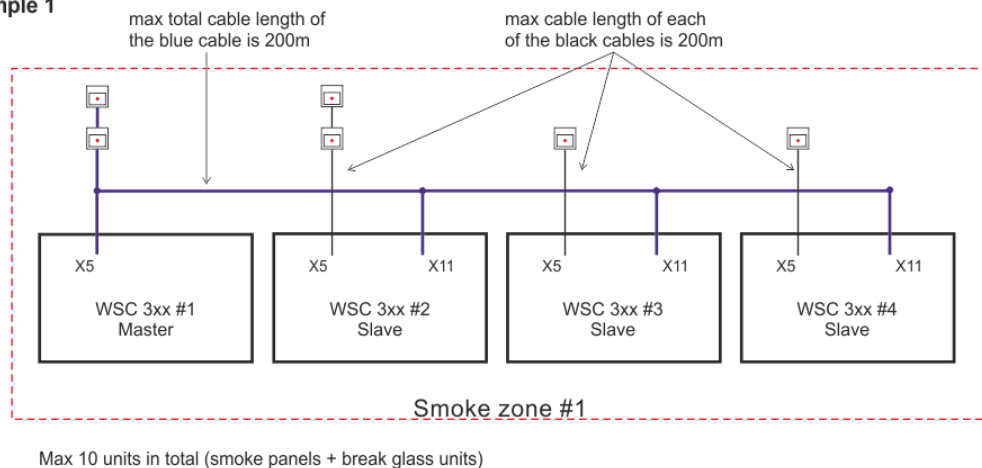 mple 1
max total cable length of
the blue cable is 200m
max cable length of each
of the black cables is 200m
X5
X5
X11
X5
X11
X5
X11
WSC 3xx #1
Master
WSC 3xx #2
Slave
WSC 3xx #3
Slave
WSC 3xx #4
Slave
Smoke zone #1
Max 10 units in total (smoke panels + break glass units)